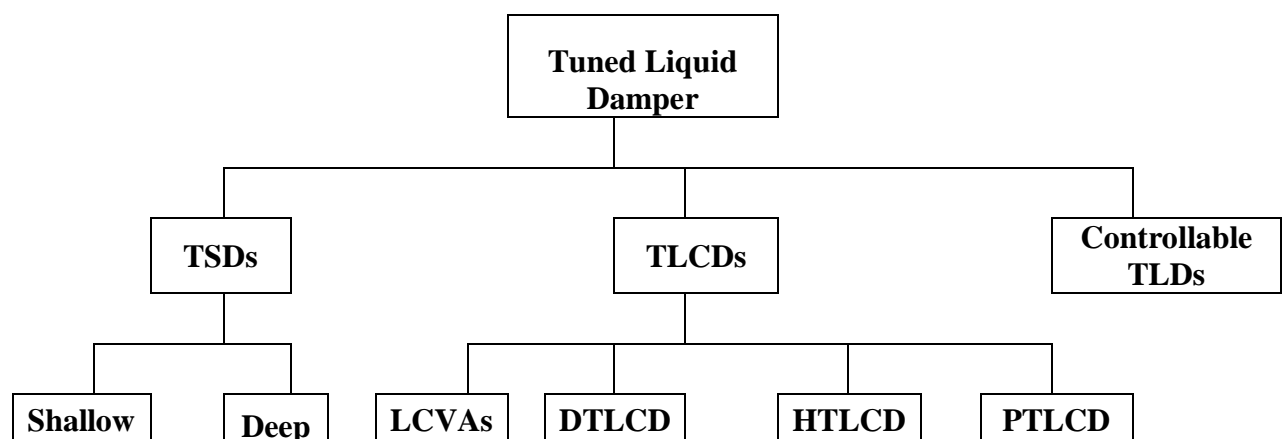 Tuned Liquid
Damper
TSDs
TLCDs
Controllable
TLDs
Shallow
Deep
LCVAs
DTLCD
HTLCD
PTLCD